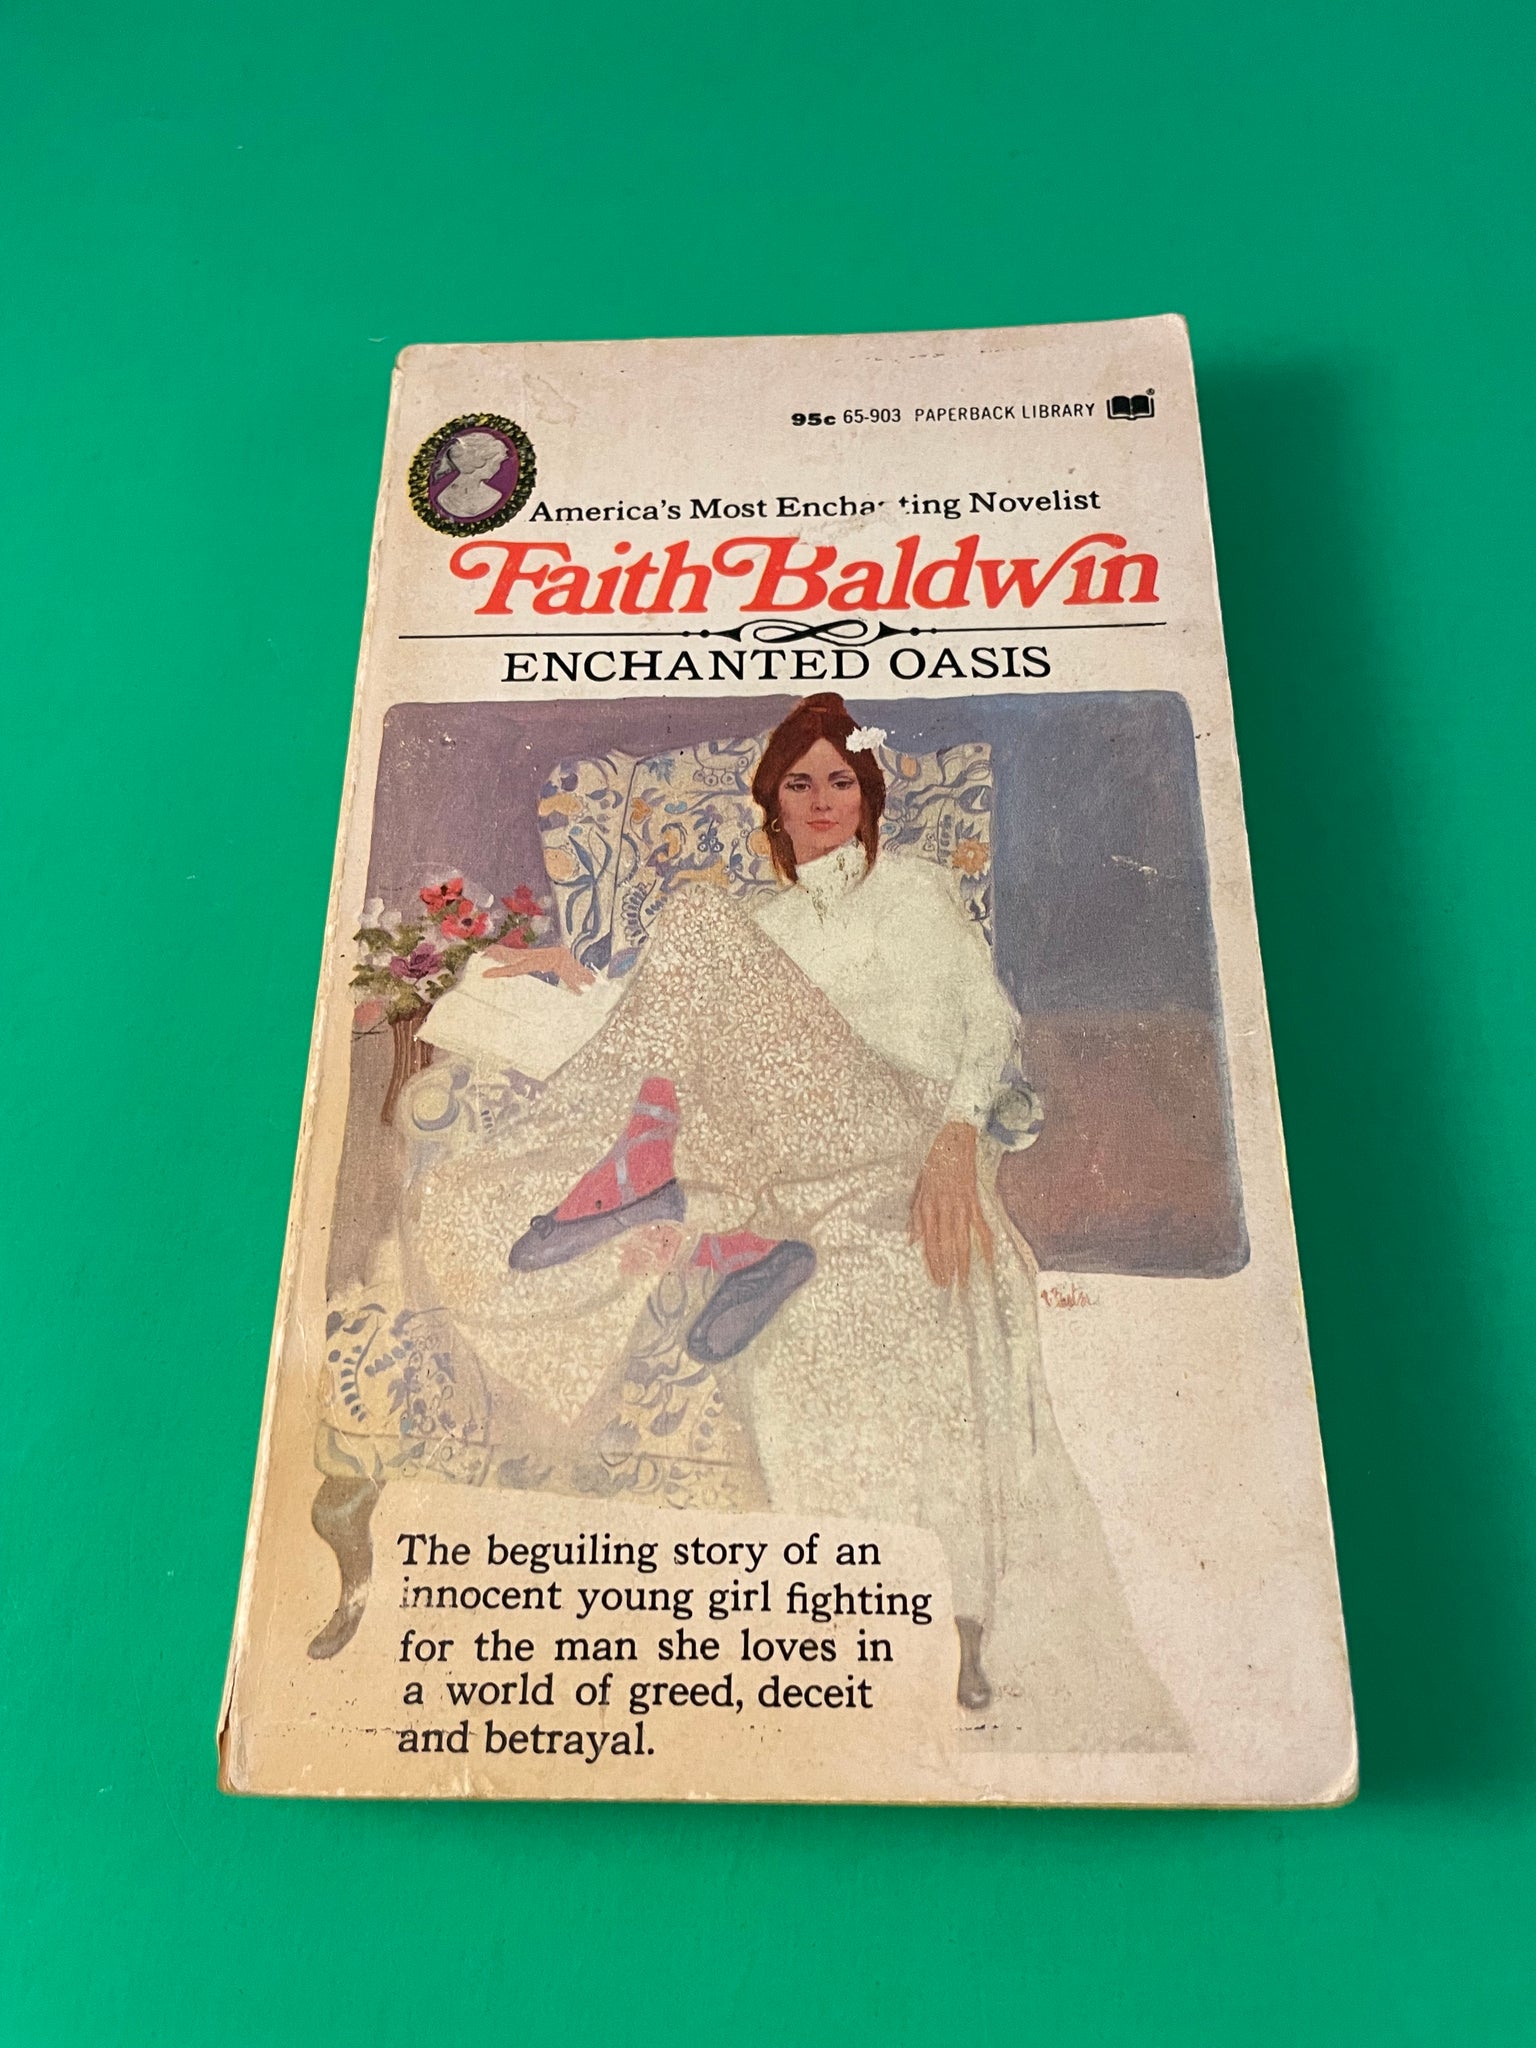 95c 65-903 PAPERBACK LIBRARY ®
America's Most Enchanting Novelist
Faith Baldwin
ENCHANTED OASIS
The beguiling story of an
innocent young girl fighting
for the man she loves in
a world of greed, deceit
and betrayal.